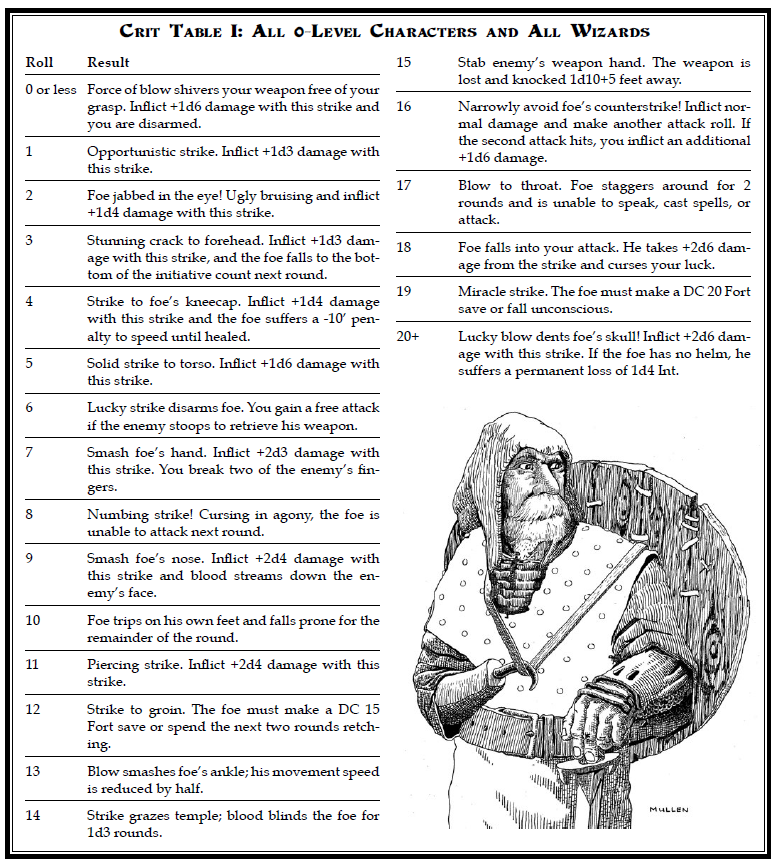 Crit Table I: All 0-Level Characters and All Wizards
Roll Result
0 or less Force of blow shivers your weapon free of your
grasp. Inflict +1d6 damage with this strike and
you are disarmed.
1 Opportunistic strike. Inflict +1d3 damage with
this strike.
2 Foe jabbed in the eye! Ugly bruising and inflict
+1d4 damage with this strike.
3 Stunning crack to forehead. Inflict +1d3 dam-
age with this strike, and the foe falls to the bot-
tom of the initiative count next round.
4 Strike to foe's kneecap. Inflict +1d4 damage
with this strike and the foe suffers a -10' pen-
alty to speed until healed.
5 Solid strike to torso. Inflict +1d6 damage with
this strike.
6 Lucky strike disarms foe. You gain a free attack
if the enemy stoops to retrieve his weapon.
7 Smash foe's hand. Inflict +2d3 damage with
this strike. You break two of the enemy's fin-
gers.
8 Numbing strike! Cursing in agony, the foe is
unable to attack next round.
9 Smash foe's nose. Inflict +2d4 damage with
this strike and blood streams down the en-
emy's face.
10 Foe trips on his own feet and falls prone for the
remainder of the round.
11 Piercing strike. Inflict +2d4 damage with this
strike.
12 Strike to groin. The foe must make a DC 15
Fort save or spend the next two rounds retch-
ing.
13 Blow smashes foe's ankle; his movement speed
is reduced by half.
14 Strike grazes temple; blood blinds the foe for
1d3 rounds.
15 Stab enemy's weapon hand. The weapon is
lost and knocked 1d10+5 feet away.
16 Narrowly avoid foe's counterstrike! Inflict nor-
mal damage and make another attack roll. If
the second attack hits, you inflict an additional
+1d6 damage.
17 Blow to throat. Foe staggers around for 2
rounds and is unable to speak, cast spells, or
attack.
18 Foe falls into your attack. He takes +2d6 dam-
age from the strike and curses your luck.
19 Miracle strike. The foe must make a DC 20 Fort
save or fall unconscious.
20+ Lucky blow dents foe's skull! Inflict +2d6 dam-
age with this strike. If the foe has no helm, he
suffers a permanent loss of 1d4 Int.
MULLEN